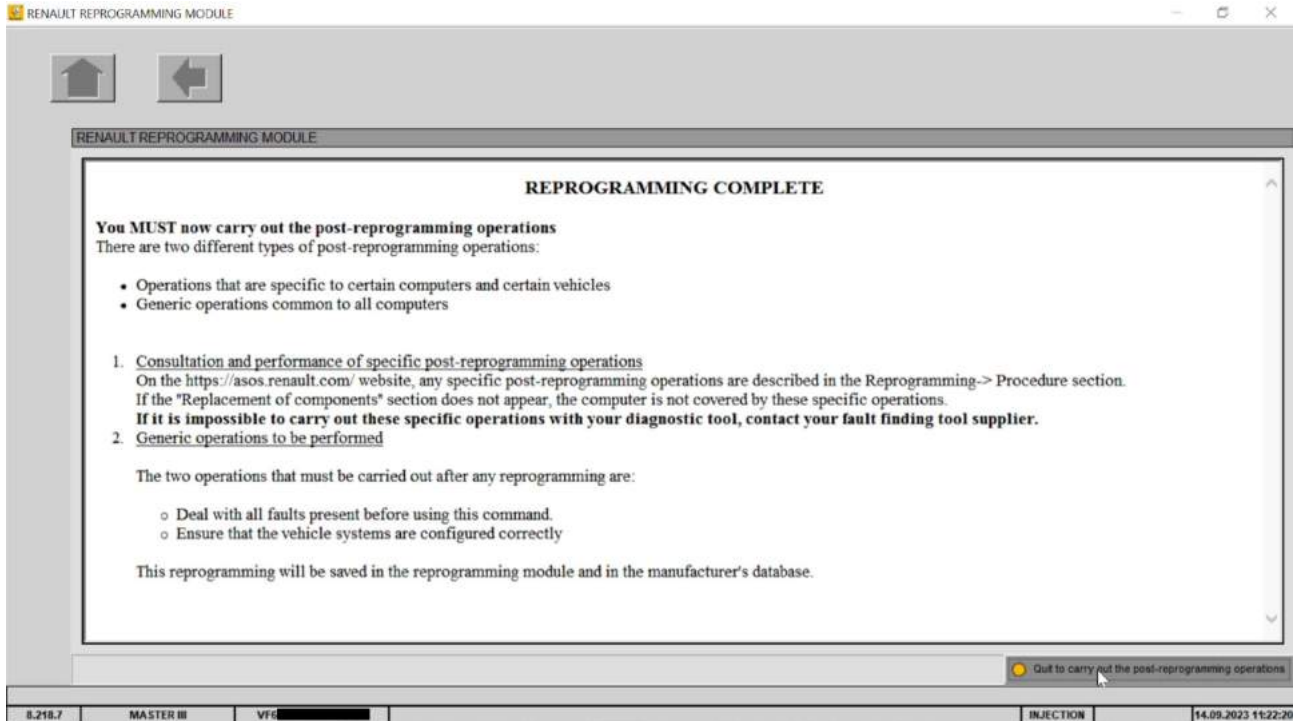 RENAULT REPROGRAMMING MODULE
RENAULT REPROGRAMMING MODULE
REPROGRAMMING COMPLETE
You MUST now carry out the post-reprogramming operations
There are two different types of post-reprogramming operations:
• Operations that are specific to certain computers and certain vehicles
• Generic operations common to all computers
1. Consultation and performance of specific post-reprogramming operations
On the https://asos.renault.com/ website, any specific post-reprogramming operations are described in the Reprogramming-> Procedure section.
If the "Replacement of components" section does not appear, the computer is not covered by these specific operations.
If it is impossible to carry out these specific operations with your diagnostic tool, contact your fault finding tool supplier.
2. Generic operations to be performed
The two operations that must be carried out after any reprogramming are:
o Deal with all faults present before using this command.
o Ensure that the vehicle systems are configured correctly
This reprogramming will be saved in the reprogramming module and in the manufacturer's database.
Quit to carry out the post-reprogramming operations
8.218.7 MASTER III VF6 INJECTION 14.09.2023 11:22:20